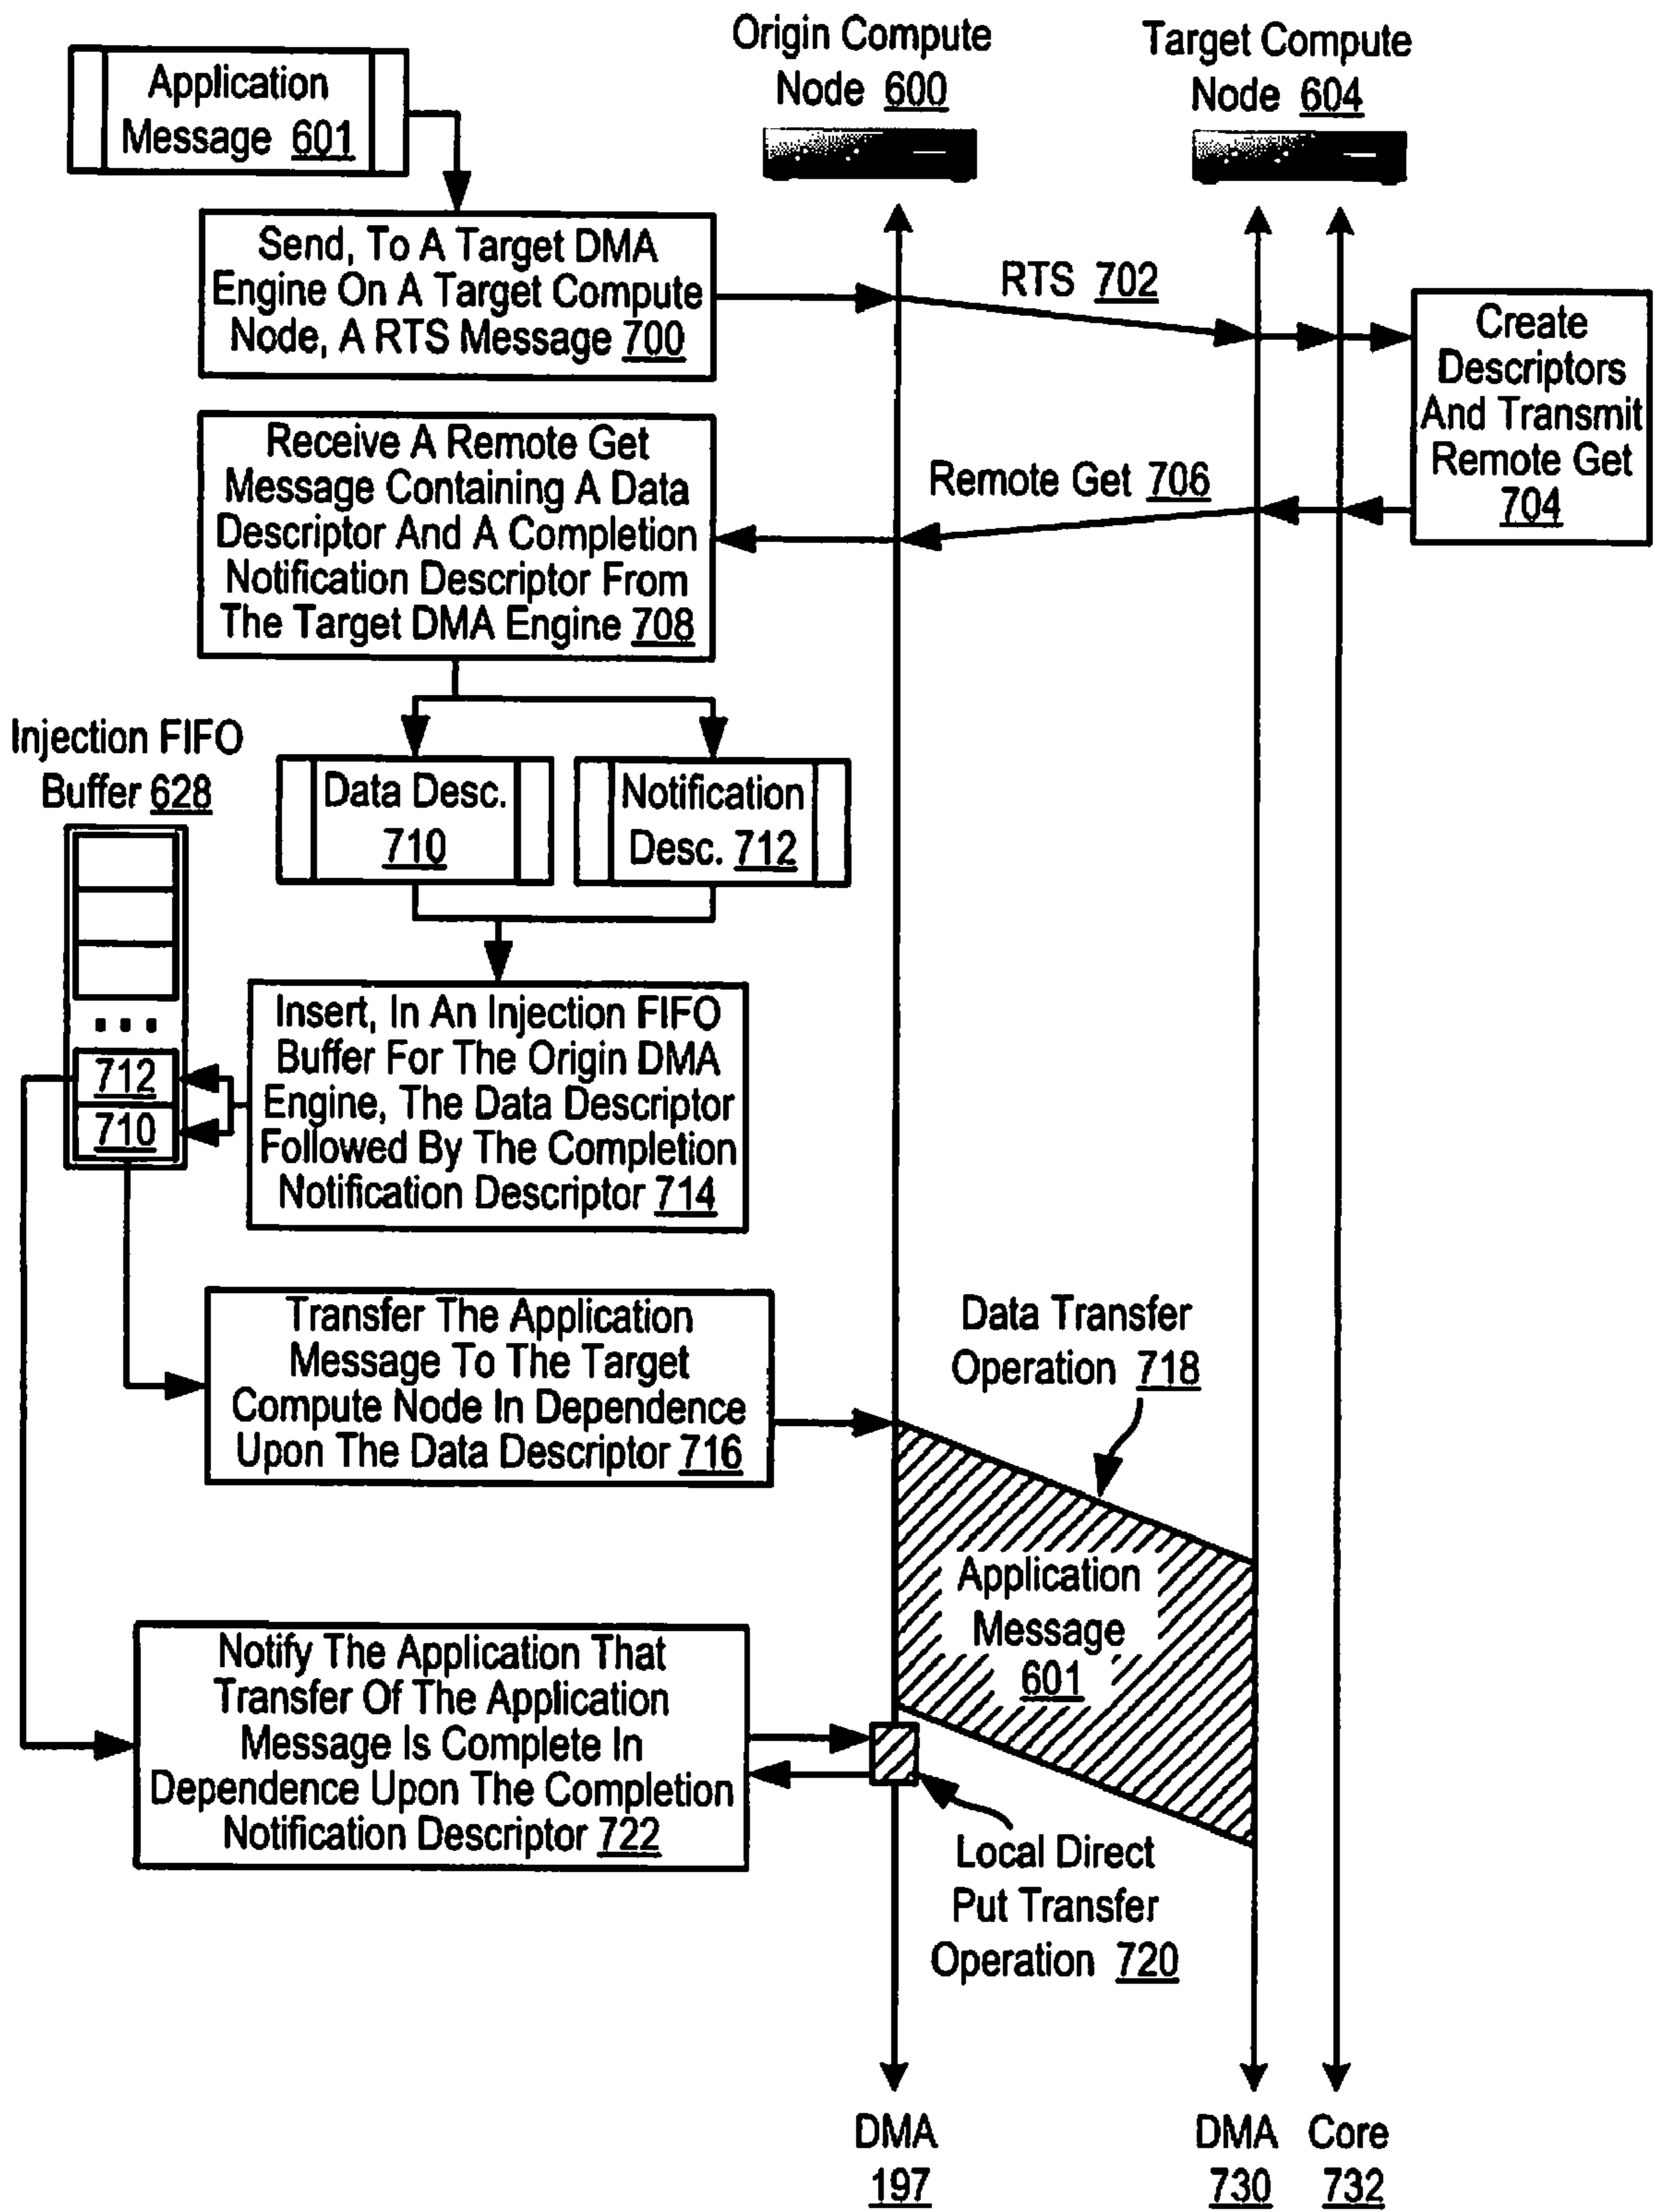 Origin Compute
Node 600
Target Compute
Node 604
Application
Message 601
Send, To A Target DMA
Engine On A Target Compute
Node, A RTS Message 700
RTS 702
Create
Descriptors
And Transmit
Remote Get
704
Receive A Remote Get
Message Containing A Data
Descriptor And A Completion
Notification Descriptor From
The Target DMA Engine 708
Remote Get 706
Injection FIFO
Buffer 628
Data Desc.
710
Notification
Desc. 712
712
710
Insert, In An Injection FIFO
Buffer For The Origin DMA
Engine, The Data Descriptor
Followed By The Completion
Notification Descriptor 714
Transfer The Application
Message To The Target
Compute Node In Dependence
Upon The Data Descriptor 716
Data Transfer
Operation 718
Application
Message
601
Notify The Application That
Transfer Of The Application
Message Is Complete In
Dependence Upon The Completion
Notification Descriptor 722
Local Direct
Put Transfer
Operation 720
DMA
197
DMA
730
Core
732